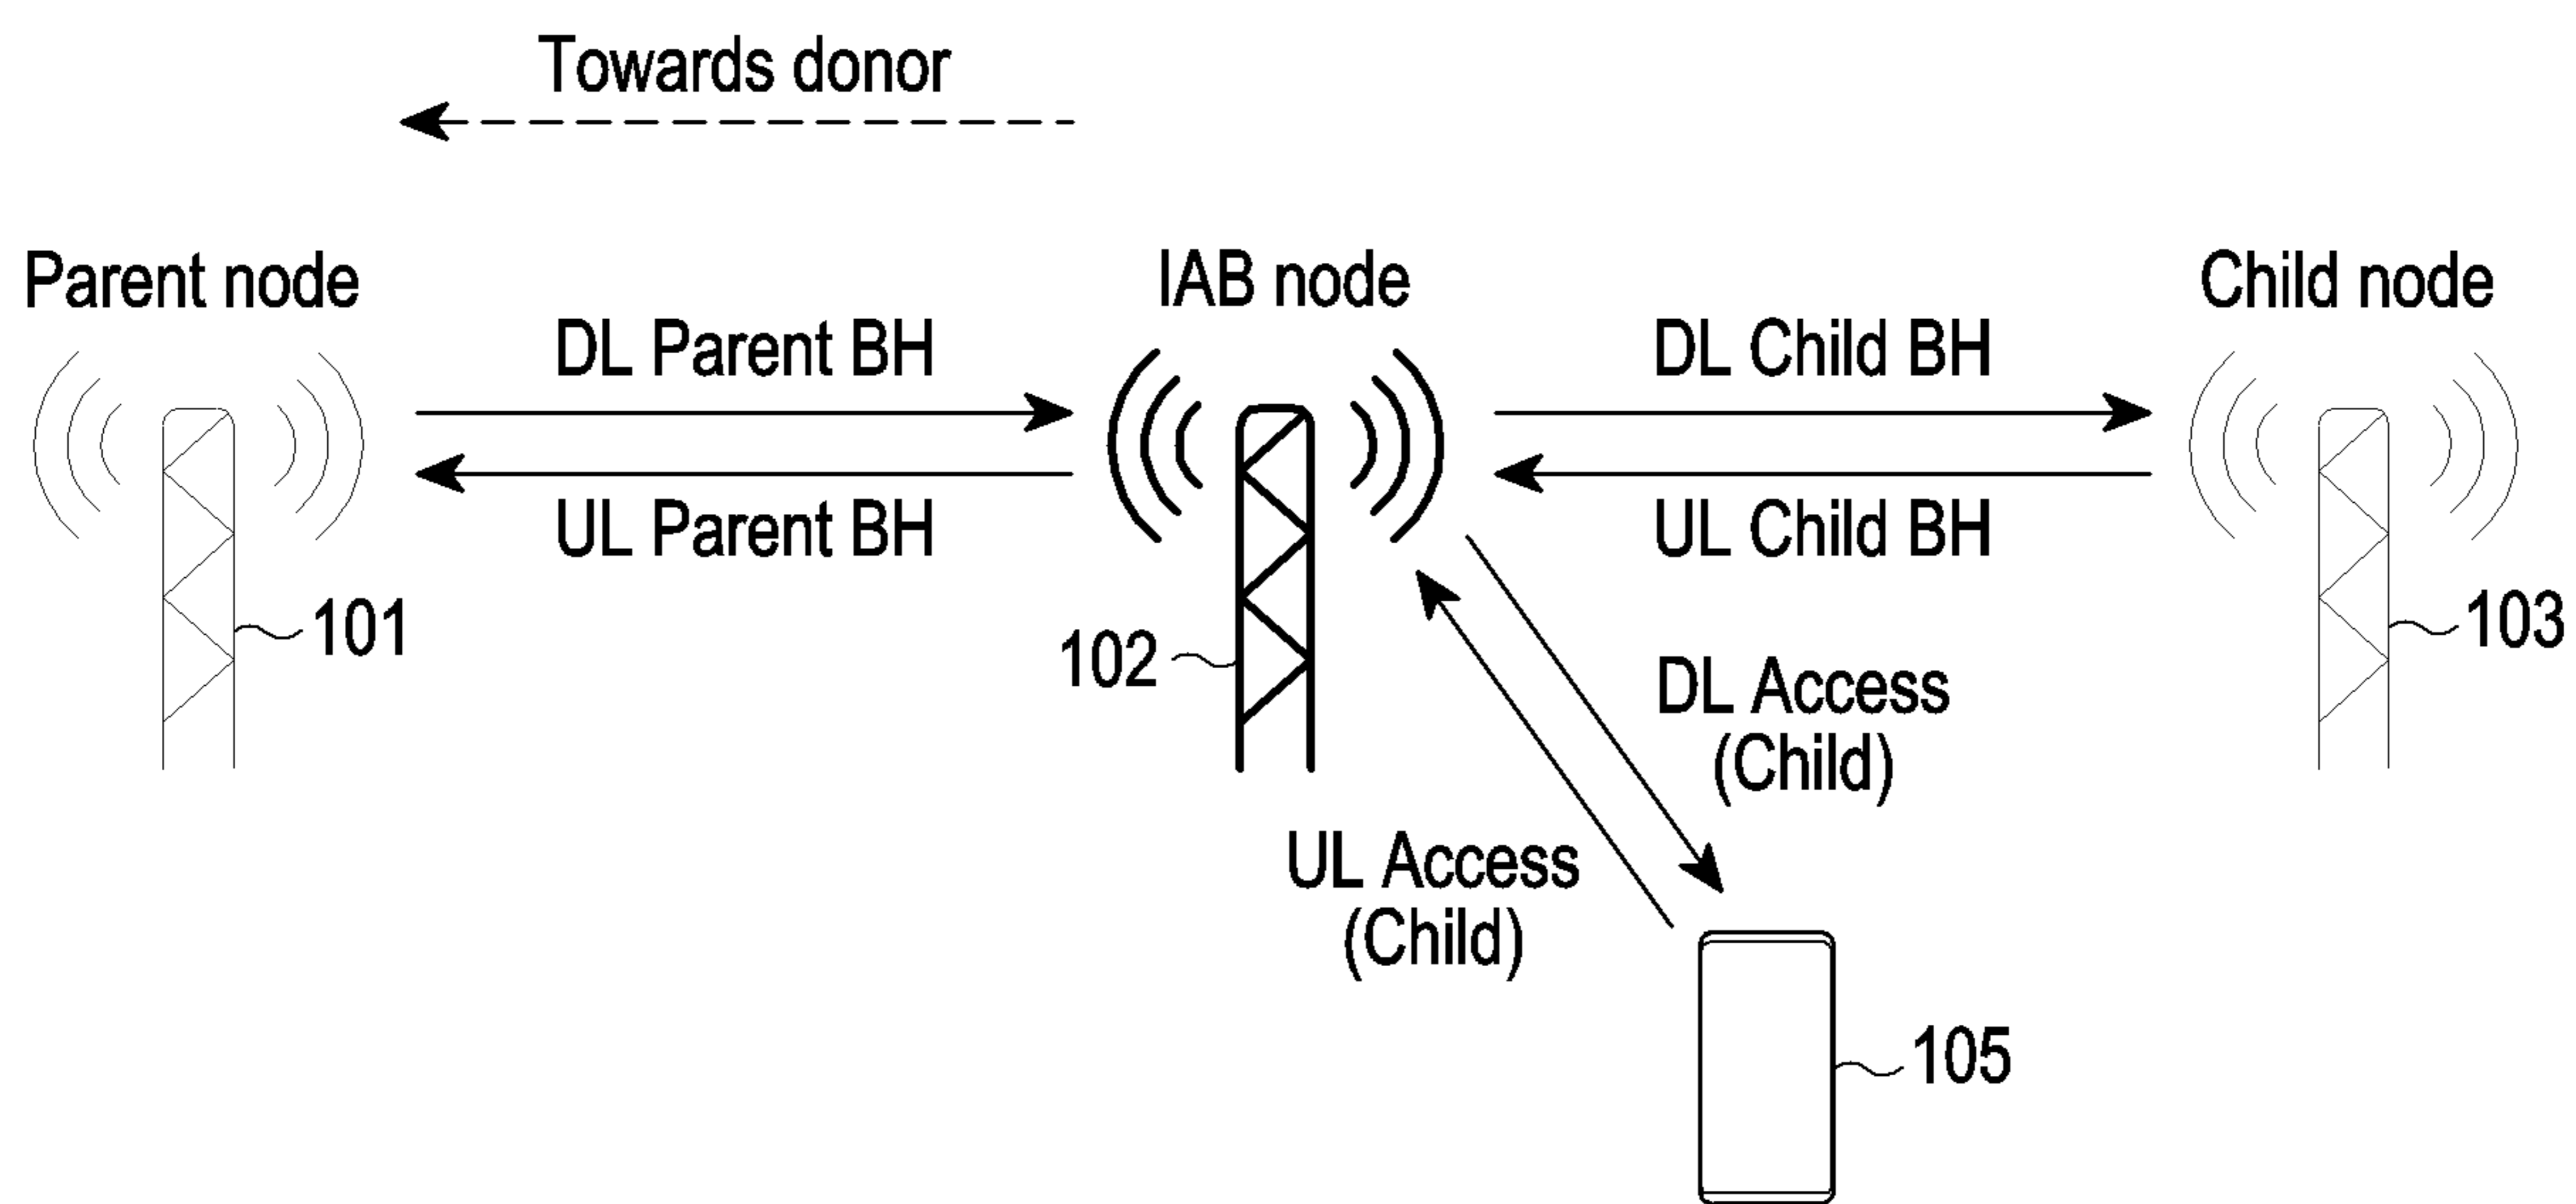 Towards donor
Parent node
IAB node
Child node
DL Parent BH
DL Child BH
UL Parent BH
UL Child BH
101
102
103
DL Access
(Child)
UL Access
(Child)
105